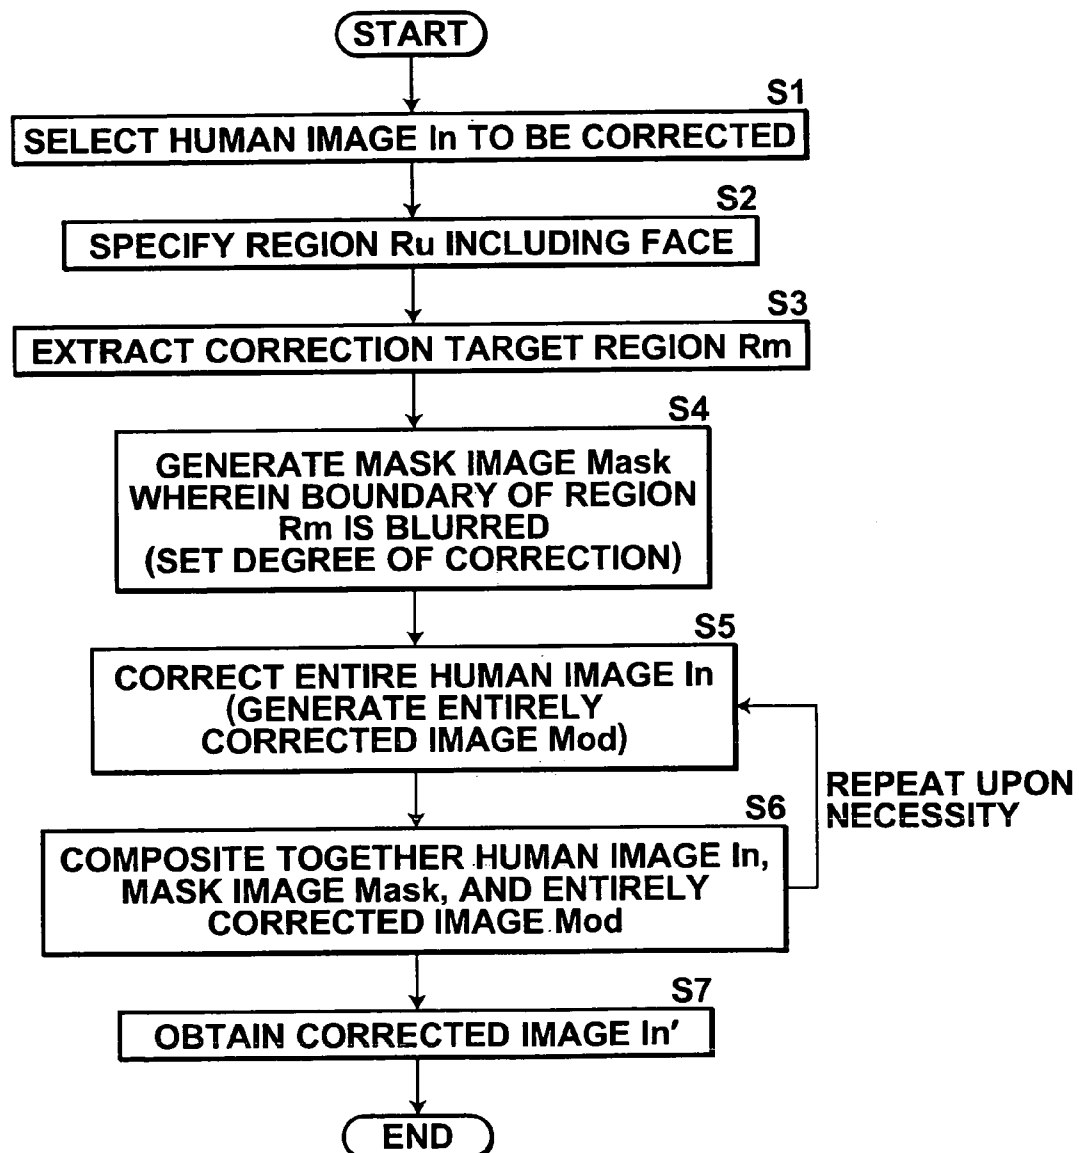 START
S1
SELECT HUMAN IMAGE In TO BE CORRECTED
S2
SPECIFY REGION Ru INCLUDING FACE
S3
EXTRACT CORRECTION TARGET REGION Rm
S4
GENERATE MASK IMAGE Mask
WHEREIN BOUNDARY OF REGION
Rm IS BLURRED
(SET DEGREE OF CORRECTION)
S5
CORRECT ENTIRE HUMAN IMAGE In
(GENERATE ENTIRELY
CORRECTED IMAGE Mod)
REPEAT UPON
NECESSITY
S6
COMPOSITE TOGETHER HUMAN IMAGE In,
MASK IMAGE Mask, AND ENTIRELY
CORRECTED IMAGE Mod
S7
OBTAIN CORRECTED IMAGE In′
END